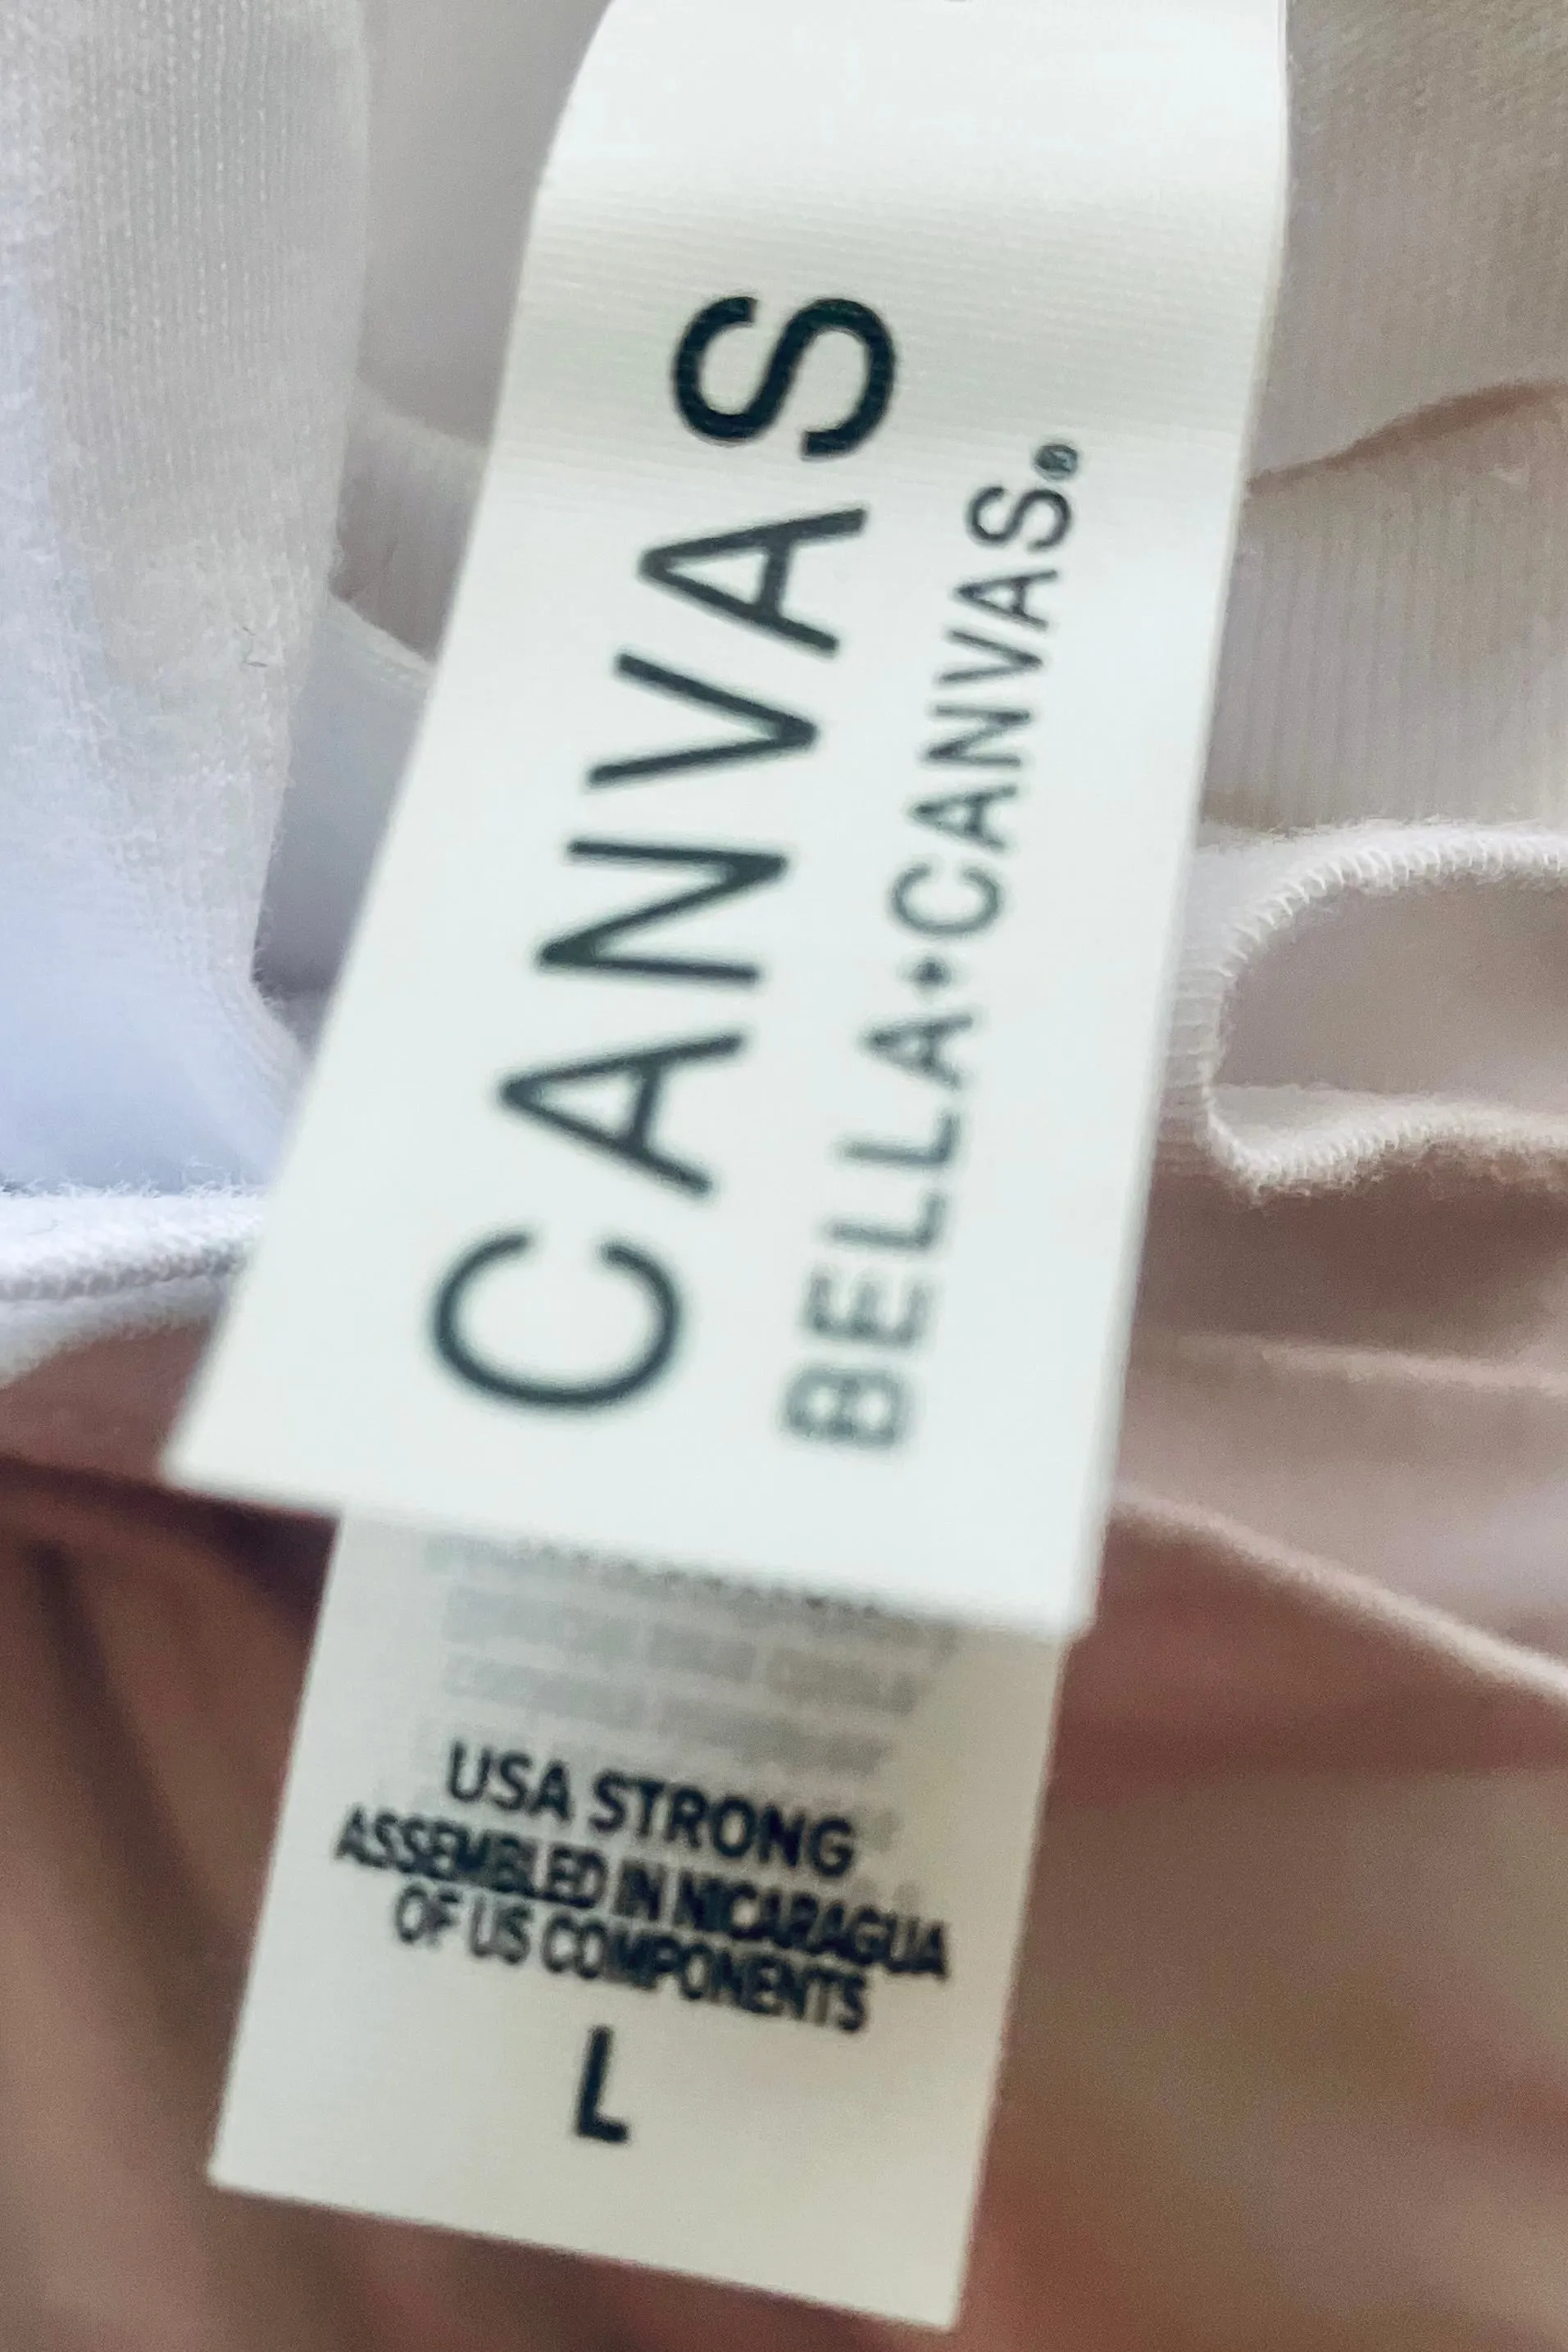 CANVAS
BELLA+CANVAS®
USA STRONG
ASSEMBLED IN NICARAGUA
OF US COMPONENTS
L